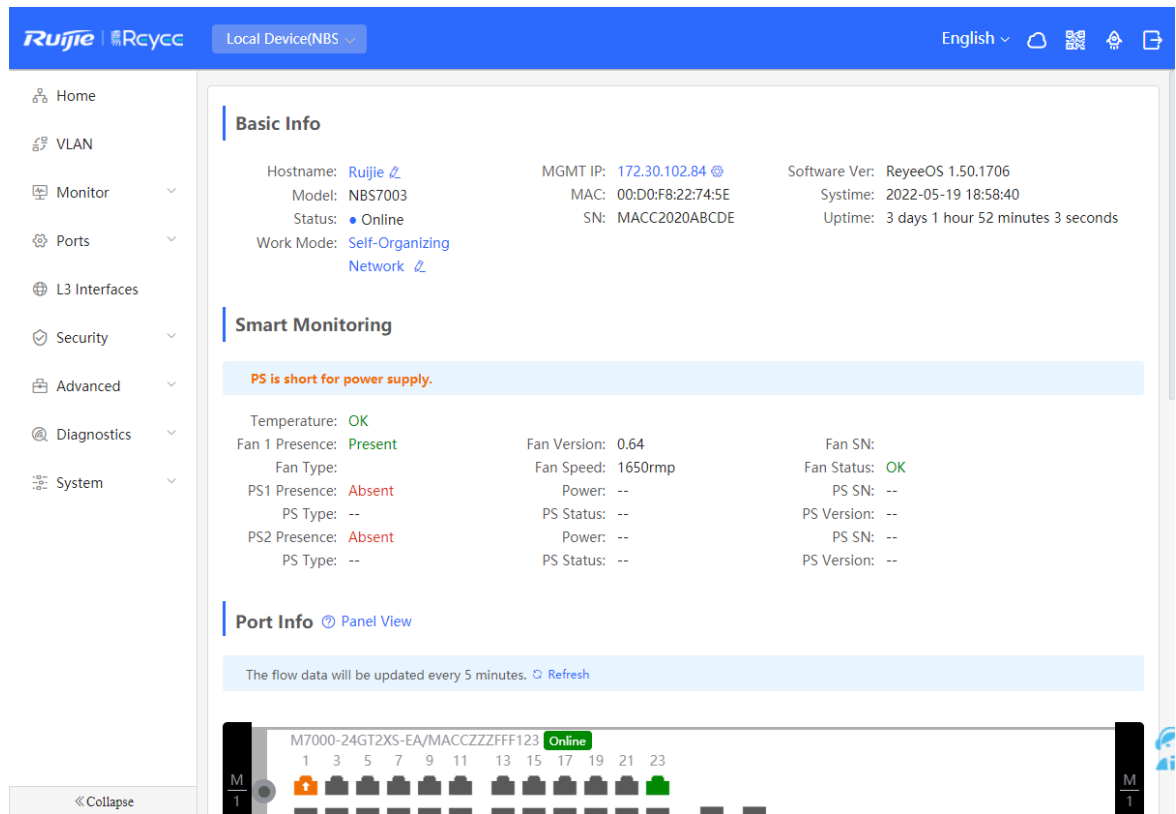 Ruijie Reyee Local Device(NBS English
Home
VLAN
Monitor
Ports
L3 Interfaces
Security
Advanced
Diagnostics
System
Collapse
Basic Info
Hostname: Ruijie MGMT IP: 172.30.102.84 Software Ver: ReyeeOS 1.50.1706
Model: NBS7003 MAC: 00:D0:F8:22:74:5E Systime: 2022-05-19 18:58:40
Status: Online SN: MACC2020ABCDE Uptime: 3 days 1 hour 52 minutes 3 seconds
Work Mode: Self-Organizing
Network
Smart Monitoring
PS is short for power supply.
Temperature: OK
Fan 1 Presence: Present Fan Version: 0.64 Fan SN:
Fan Type: Fan Speed: 1650rmp Fan Status: OK
PS1 Presence: Absent Power: -- PS SN: --
PS Type: -- PS Status: -- PS Version: --
PS2 Presence: Absent Power: -- PS SN: --
PS Type: -- PS Status: -- PS Version: --
Port Info Panel View
The flow data will be updated every 5 minutes. Refresh
M7000-24GT2XS-EA/MACCZZZFFF123 Online
1 3 5 7 9 11 13 15 17 19 21 23
M M
1 1